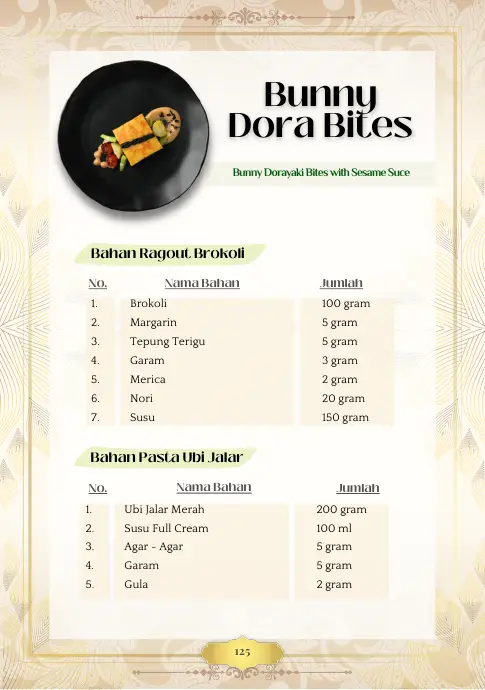 Bunny
Dora Bites
Bunny Dorayaki Bites with Sesame Suce
Bahan Ragout Brokoli
No. Nama Bahan Jumlah
1. Brokoli 100 gram
2. Margarin 5 gram
3. Tepung Terigu 5 gram
4. Garam 3 gram
5. Merica 2 gram
6. Nori 20 gram
7. Susu 150 gram
Bahan Pasta Ubi Jalar
No. Nama Bahan Jumlah
1. Ubi Jalar Merah 200 gram
2. Susu Full Cream 100 ml
3. Agar - Agar 5 gram
4. Garam 5 gram
5. Gula 2 gram
125